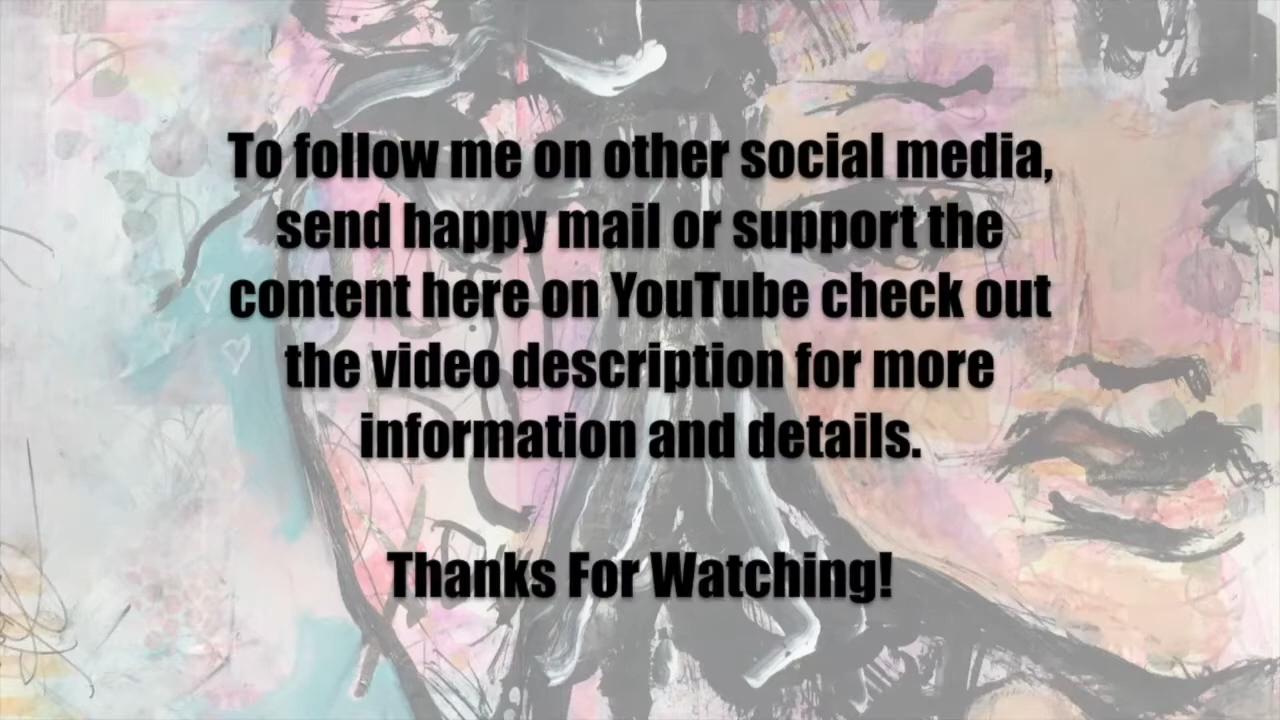 To follow me on other social media,
send happy mail or support the
content here on YouTube check out
the video description for more
information and details.
Thanks For Watching!